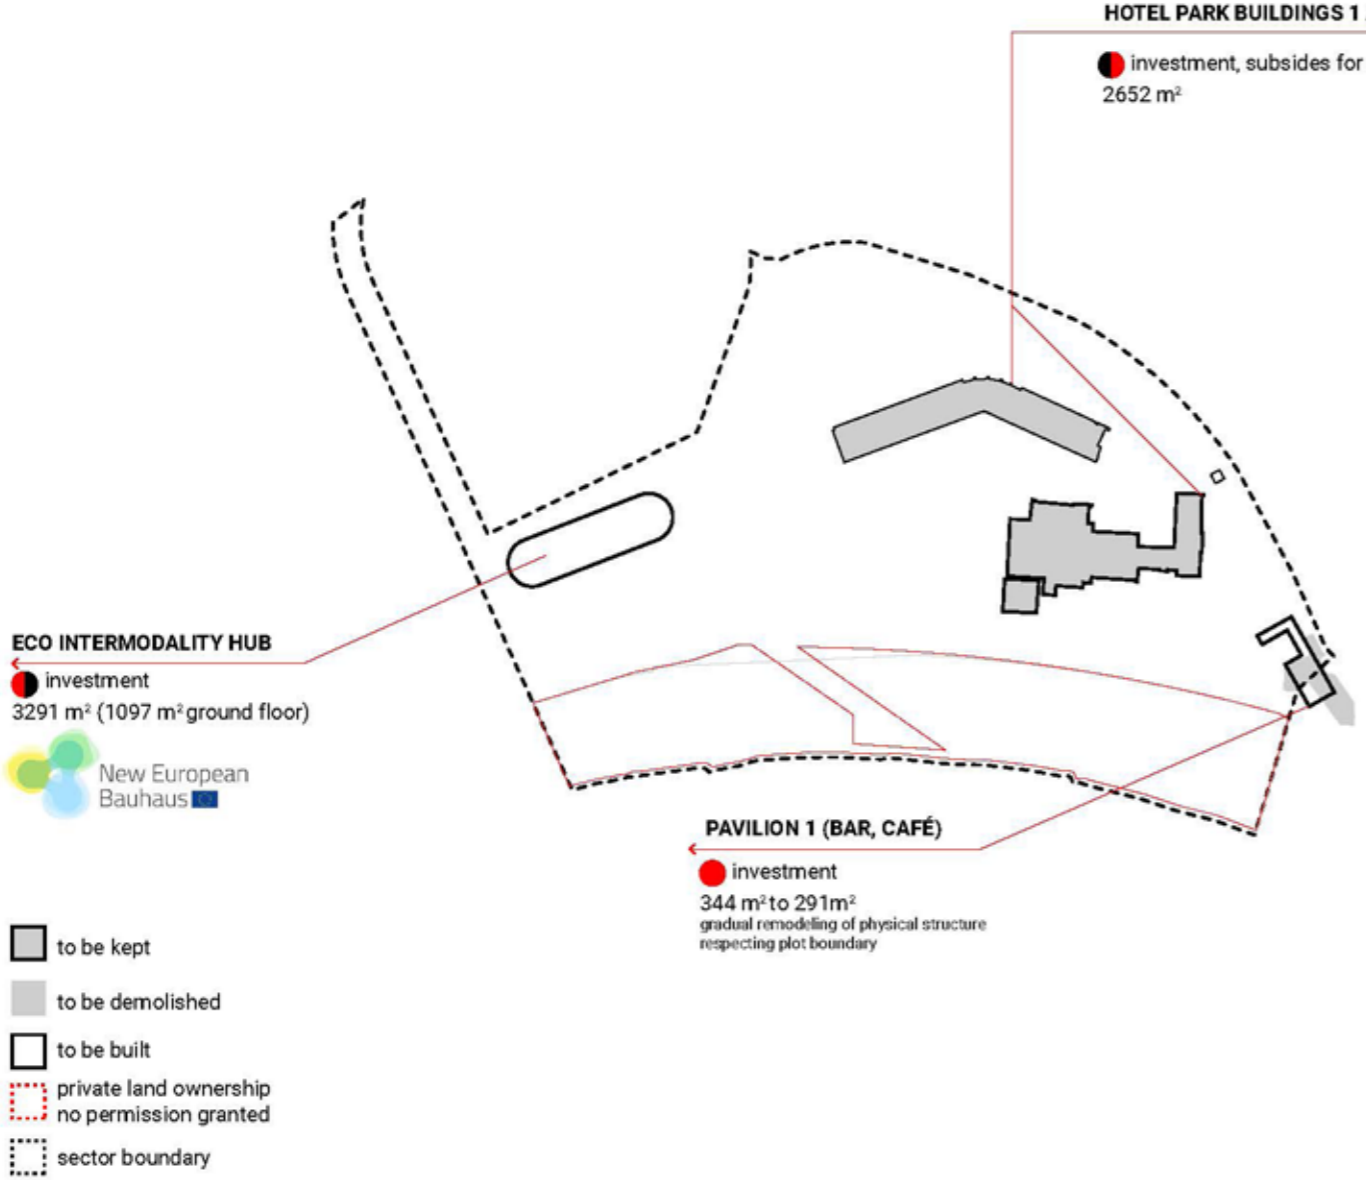 HOTEL PARK BUILDINGS 1
investment, subsides for
2652 m²
ECO INTERMODALITY HUB
investment
3291 m² (1097 m² ground floor)
New European
Bauhaus
PAVILION 1 (BAR, CAFÉ)
investment
344 m² to 291m²
gradual remodeling of physical structure
respecting plot boundary
to be kept
to be demolished
to be built
private land ownership
no permission granted
sector boundary